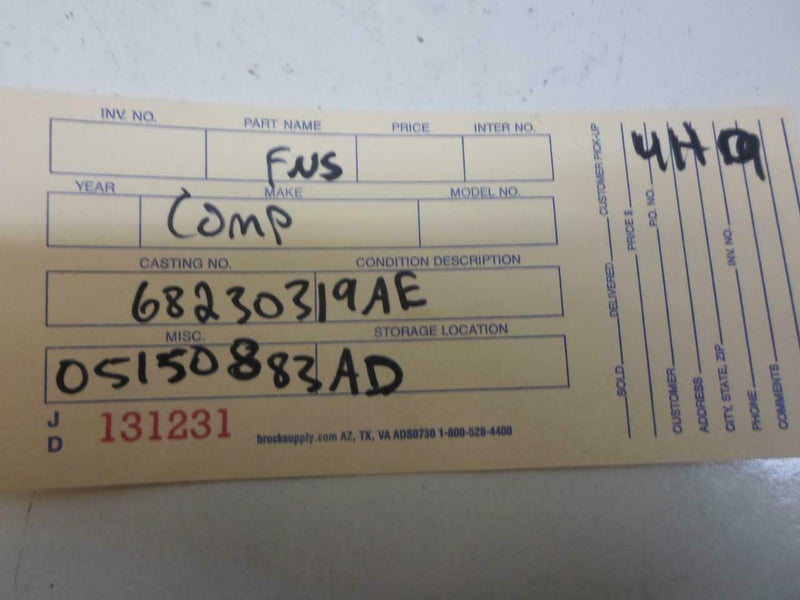 INV. NO. PART NAME PRICE INTER NO.
FNS
YEAR MAKE MODEL NO.
Comp
CASTING NO. CONDITION DESCRIPTION
68230319AE
MISC. STORAGE LOCATION
05150883AD
J D 131231 brocksupply.com AZ, TX, VA ADS0730 1-800-528-4400
SOLD DELIVERED CUSTOMER PICK-UP
PRICE $
P.O. NO.
CUSTOMER
ADDRESS
CITY, STATE, ZIP INV. NO.
PHONE
COMMENTS